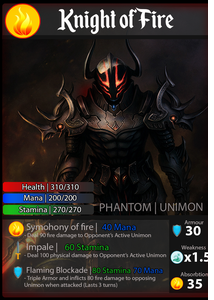 Knight of Fire
Health | 310/310
Mana | 200/200
Stamina | 270/270
PHANTOM | UNIMON
Symohony of fire | 40 Mana
- Deal 90 fire damage to Opponent's Active Unimon
Impale | 60 Stamina
- Deal 100 physical damage to Opponent's Active Unimon
Flaming Blockade | 80 Stamina 20 Mana
- Triple Armor and inflicts 80 fire damage to opposing
Unimon when attacked (Lasts 3 turns)
Armour
30
Weakness
x1.5
Absorbtion
35